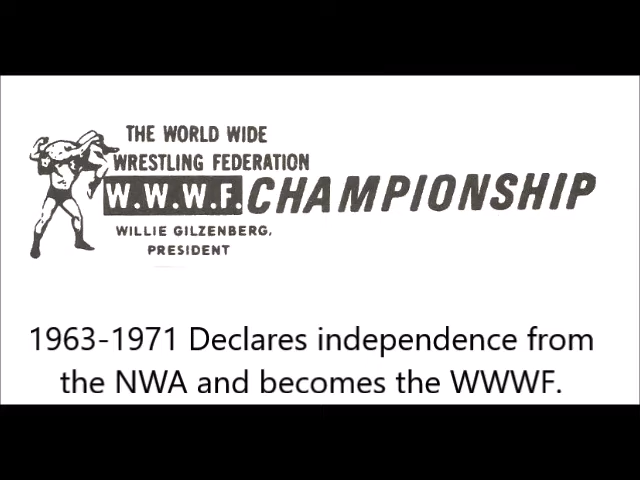 THE WORLD WIDE
WRESTLING FEDERATION
W.W.W.F. CHAMPIONSHIP
WILLIE GILZENBERG,
PRESIDENT
1963-1971 Declares independence from
the NWA and becomes the WWWF.